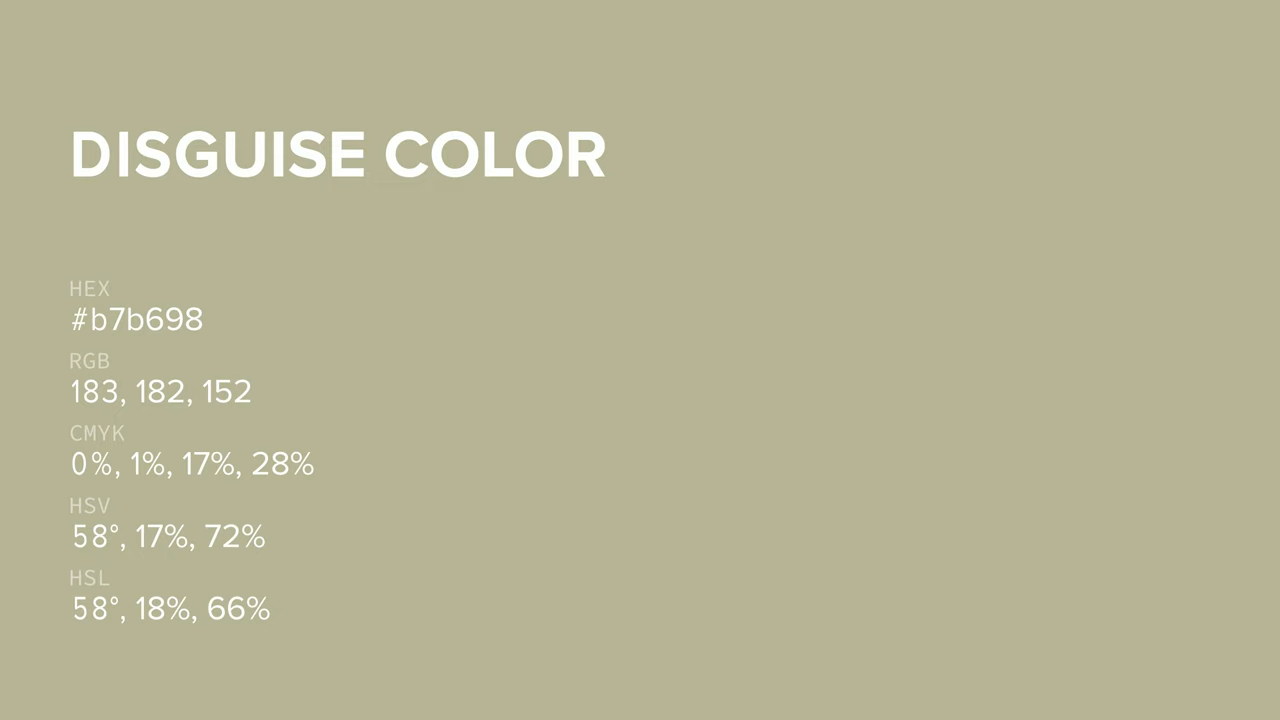 DISGUISE COLOR
HEX
#b7b698
RGB
183, 182, 152
CMYK
0%, 1%, 17%, 28%
HSV
58°, 17%, 72%
HSL
58°, 18%, 66%